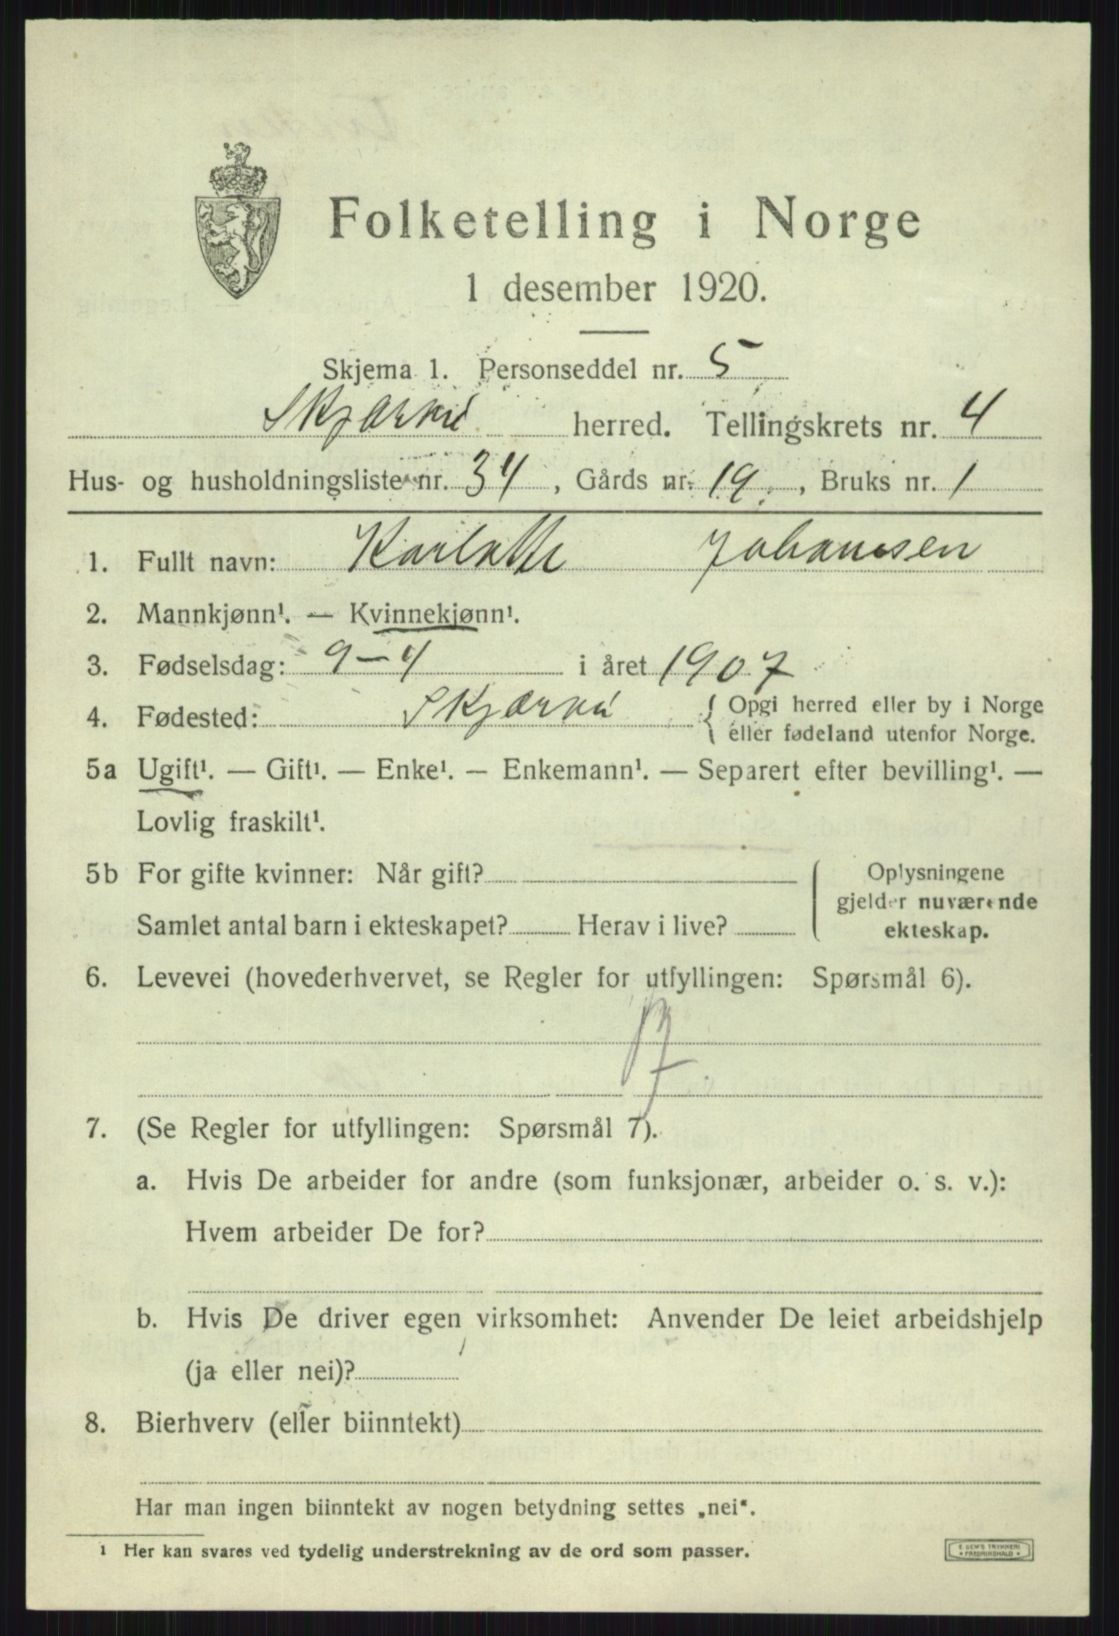 Folketelling i Norge
1 desember 1920.
Skjema 1. Personseddel nr. 5
Skjærvø herred. Tellingskrets nr. 4
Hus- og husholdningsliste nr. 34, Gårds nr. 19, Bruks nr. 1
1. Fullt navn: Karlotte Johanssen
2. Mannkjønn¹. — Kvinnekjønn¹.
3. Fødselsdag: 9-4 i året 1907
4. Fødested: Skjærvø { Opgi herred eller by i Norge
eller fødeland utenfor Norge.
5a Ugift¹. — Gift¹. — Enke¹. — Enkemann¹. — Separert efter bevilling¹. —
Lovlig fraskilt¹.
5b For gifte kvinner: Når gift?
Samlet antal barn i ekteskapet? Herav i live?
Oplysningene
gjelder nuværende
ekteskap.
6. Levevei (hovederhvervet, se Regler for utfyllingen: Spørsmål 6).
7. (Se Regler for utfyllingen: Spørsmål 7).
a. Hvis De arbeider for andre (som funksjonær, arbeider o. s. v.):
Hvem arbeider De for?
b. Hvis De driver egen virksomhet: Anvender De leiet arbeidshjelp
(ja eller nei)?
8. Bierhverv (eller biinntekt)
Har man ingen biinntekt av nogen betydning settes „nei“.
¹ Her kan svares ved tydelig understrekning av de ord som passer.